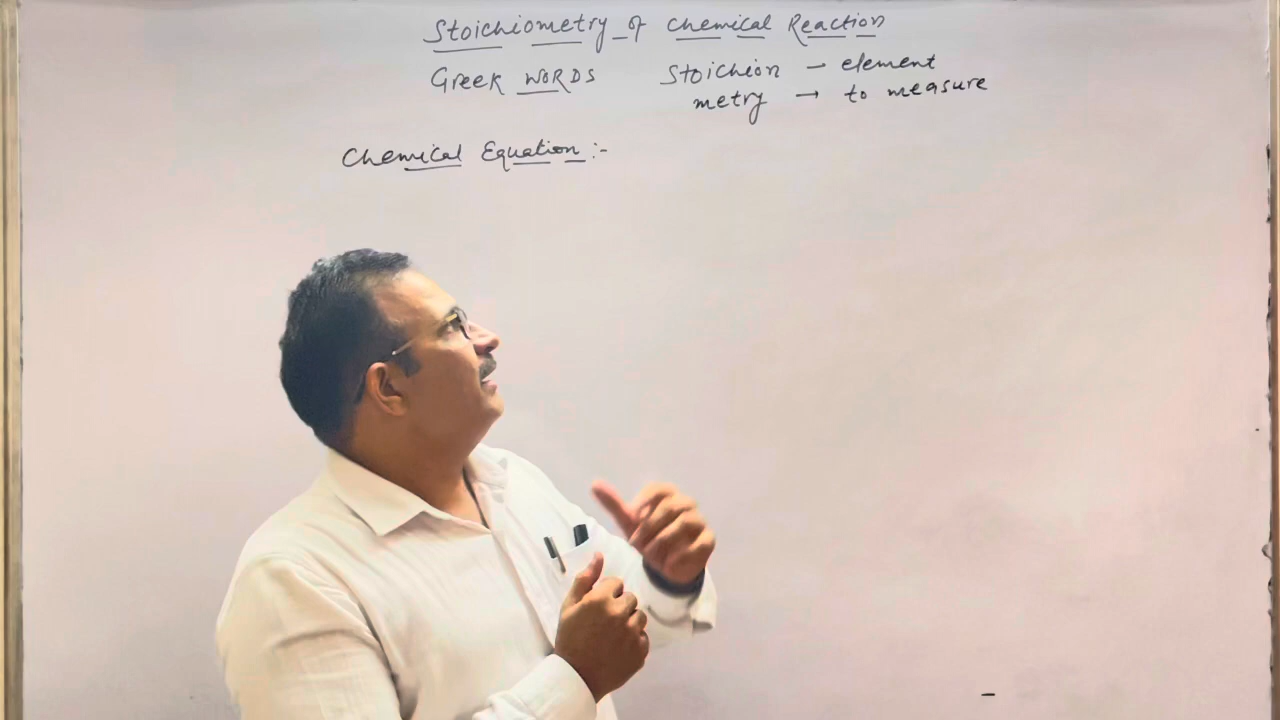 Stoichiometry of Chemical Reaction
Greek WORDS Stoichion – element
metry → to measure
Chemical Equation :-